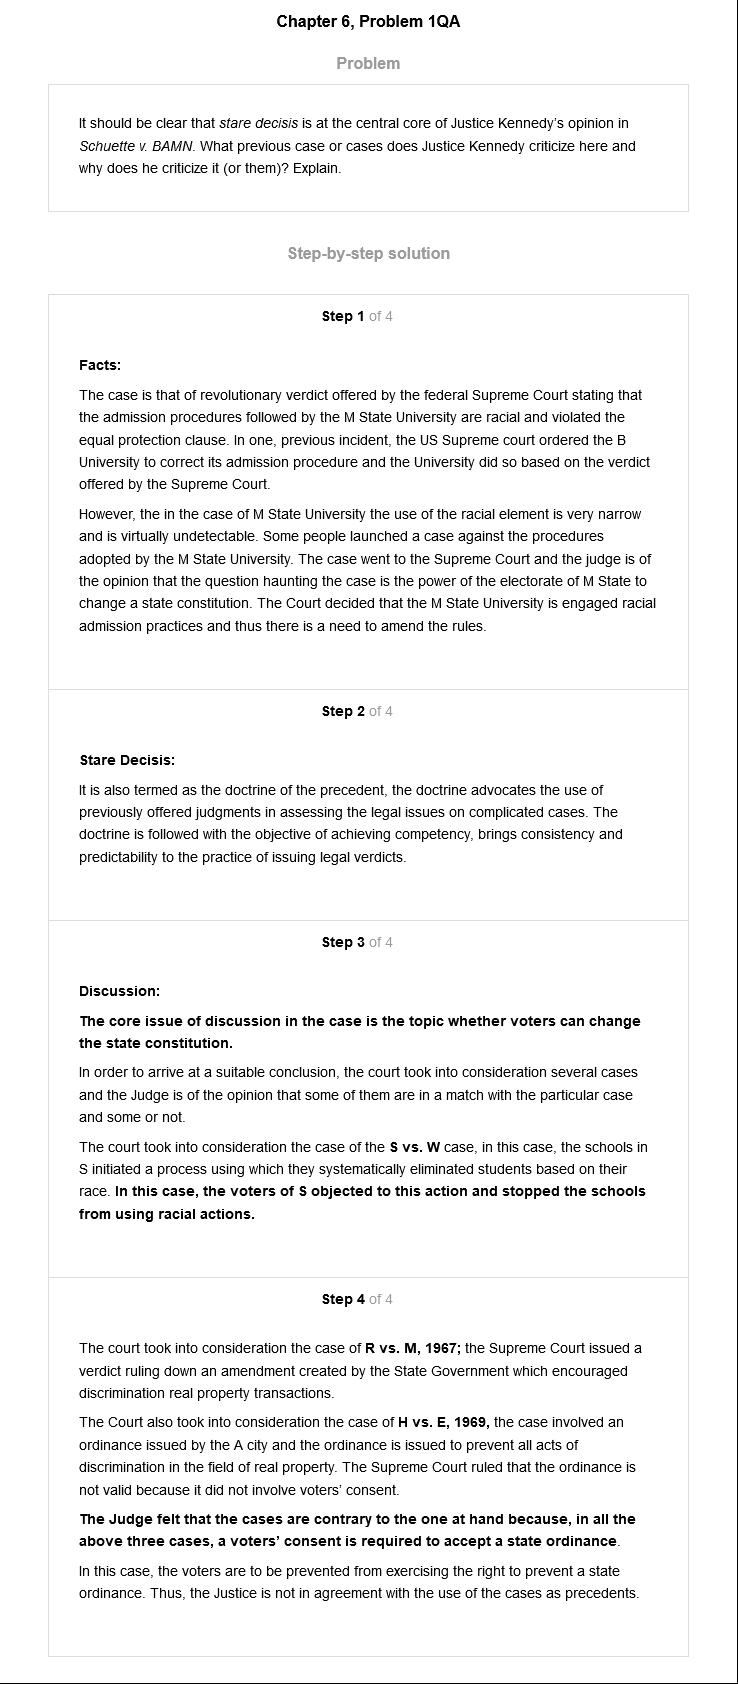 Chapter 6, Problem 1QA
Problem
It should be clear that stare decisis is at the central core of Justice Kennedy's opinion in
Schuette v. BAMN. What previous case or cases does Justice Kennedy criticize here and
why does he criticize it (or them)? Explain.
Step-by-step solution
Step 1 of 4
Facts:
The case is that of revolutionary verdict offered by the federal Supreme Court stating that
the admission procedures followed by the M State University are racial and violated the
equal protection clause. In one, previous incident, the US Supreme court ordered the B
University to correct its admission procedure and the University did so based on the verdict
offered by the Supreme Court.
However, the in the case of M State University the use of the racial element is very narrow
and is virtually undetectable. Some people launched a case against the procedures
adopted by the M State University. The case went to the Supreme Court and the judge is of
the opinion that the question haunting the case is the power of the electorate of M State to
change a state constitution. The Court decided that the M State University is engaged racial
admission practices and thus there is a need to amend the rules.
Step 2 of 4
Stare Decisis:
It is also termed as the doctrine of the precedent, the doctrine advocates the use of
previously offered judgments in assessing the legal issues on complicated cases. The
doctrine is followed with the objective of achieving competency, brings consistency and
predictability to the practice of issuing legal verdicts.
Step 3 of 4
Discussion:
The core issue of discussion in the case is the topic whether voters can change
the state constitution.
In order to arrive at a suitable conclusion, the court took into consideration several cases
and the Judge is of the opinion that some of them are in a match with the particular case
and some or not.
The court took into consideration the case of the S vs. W case, in this case, the schools in
S initiated a process using which they systematically eliminated students based on their
race. In this case, the voters of S objected to this action and stopped the schools
from using racial actions.
Step 4 of 4
The court took into consideration the case of R vs. M, 1967; the Supreme Court issued a
verdict ruling down an amendment created by the State Government which encouraged
discrimination real property transactions.
The Court also took into consideration the case of H vs. E, 1969, the case involved an
ordinance issued by the A city and the ordinance is issued to prevent all acts of
discrimination in the field of real property. The Supreme Court ruled that the ordinance is
not valid because it did not involve voters' consent.
The Judge felt that the cases are contrary to the one at hand because, in all the
above three cases, a voters' consent is required to accept a state ordinance.
In this case, the voters are to be prevented from exercising the right to prevent a state
ordinance. Thus, the Justice is not in agreement with the use of the cases as precedents.